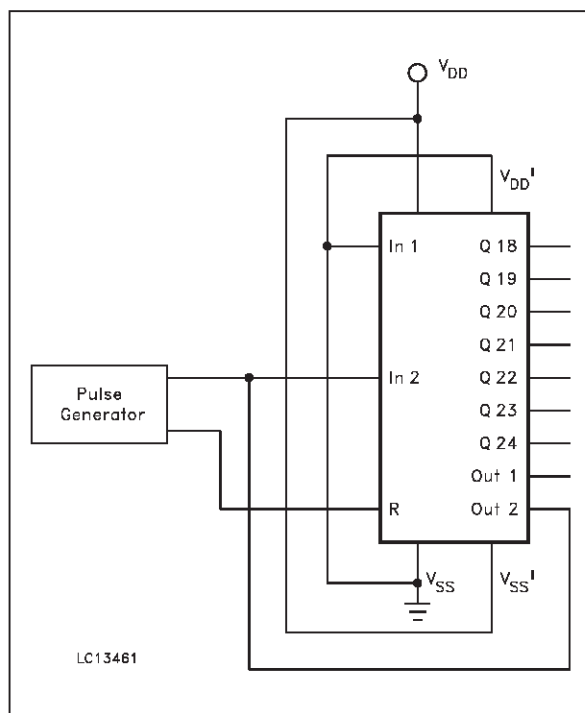 VDD
VDD'
In 1
Q 18
Q 19
Q 20
Q 21
In 2
Q 22
Pulse
Generator
Q 23
Q 24
Out 1
R
Out 2
VSS
VSS'
LC13461